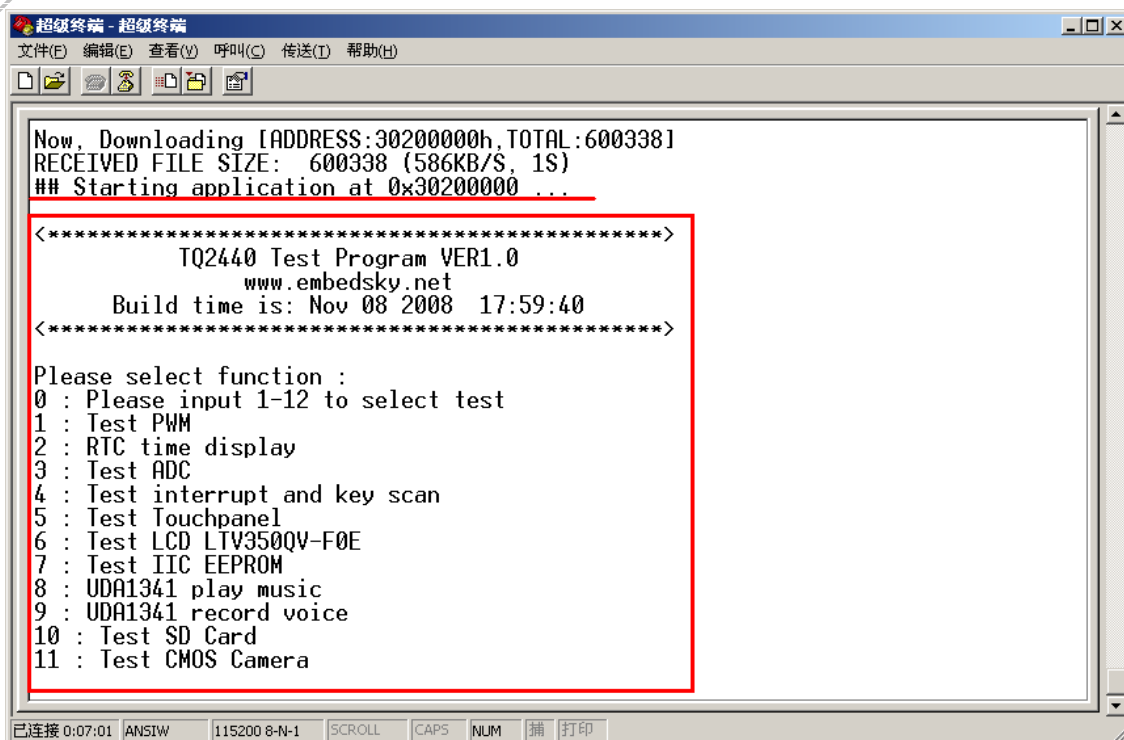 超级终端 - 超级终端
文件(F) 编辑(E) 查看(V) 呼叫(C) 传送(T) 帮助(H)
Now, Downloading [ADDRESS:30200000h,TOTAL:600338]
RECEIVED FILE SIZE:  600338 (586KB/S, 1S)
## Starting application at 0x30200000 ...
<***********************************************>
TQ2440 Test Program VER1.0
www.embedsky.net
Build time is: Nov 08 2008  17:59:40
<***********************************************>
Please select function :
0 : Please input 1-12 to select test
1 : Test PWM
2 : RTC time display
3 : Test ADC
4 : Test interrupt and key scan
5 : Test Touchpanel
6 : Test LCD LTV350QV-F0E
7 : Test IIC EEPROM
8 : UDA1341 play music
9 : UDA1341 record voice
10 : Test SD Card
11 : Test CMOS Camera
已连接 0:07:01 ANSIW 115200 8-N-1 SCROLL CAPS NUM 捕 打印